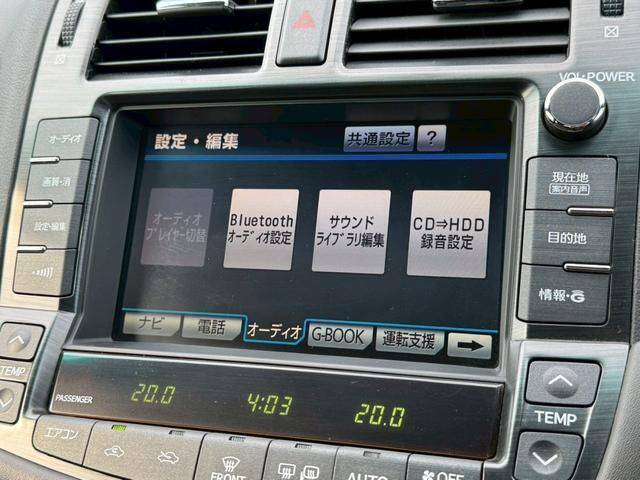 VOL・POWER
オーディオ
画質・消
設定・編集
設定・編集
共通設定
?
オーディオ
プレイヤー切替
Bluetooth
オーディオ設定
サウンド
ライブラリ編集
CD⇒HDD
録音設定
ナビ
電話
オーディオ
G-BOOK
運転支援
→
現在地
案内音声
目的地
情報・G
TEMP
PASSENGER
20.0
4:03
20.0
TEMP
エアコン
FRONT
AUTO
OFF